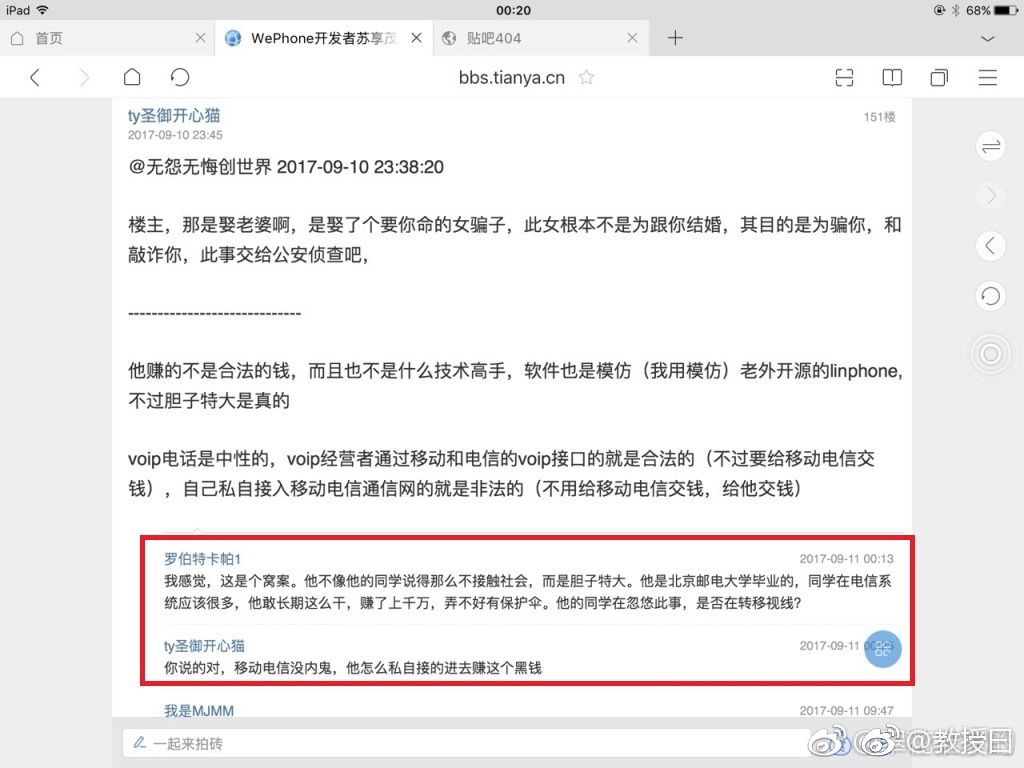 iPad
00:20
68%
首页
WePhone开发者苏享茂
贴吧404
bbs.tianya.cn
ty圣御开心猫
151楼
2017-09-10 23:45
@无怨无悔创世界 2017-09-10 23:38:20
楼主，那是娶老婆啊，是娶了个要你命的女骗子，此女根本不是为跟你结婚，其目的是为骗你，和
敲诈你，此事交给公安侦查吧，
-----------------------------
他赚的不是合法的钱，而且也不是什么技术高手，软件也是模仿（我用模仿）老外开源的linphone,
不过胆子特大是真的
voip电话是中性的，voip经营者通过移动和电信的voip接口的就是合法的（不过要给移动电信交
钱），自己私自接入移动电信通信网的就是非法的（不用给移动电信交钱，给他交钱）
罗伯特卡帕1
2017-09-11 00:13
我感觉，这是个窝案。他不像他的同学说得那么不接触社会，而是胆子特大。他是北京邮电大学毕业的，同学在电信系
统应该很多，他敢长期这么干，赚了上千万，弄不好有保护伞。他的同学在忽悠此事，是否在转移视线？
ty圣御开心猫
2017-09-11
你说的对，移动电信没内鬼，他怎么私自接的进去赚这个黑钱
我是MJMM
2017-09-11 09:47
一起来拍砖
@教授田